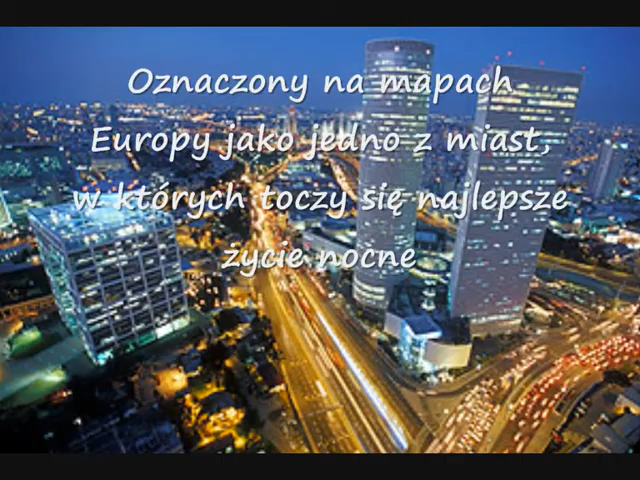 Oznaczony na mapach
Europy jako jedno z miast,
w których toczy się najlepsze
życie nocne